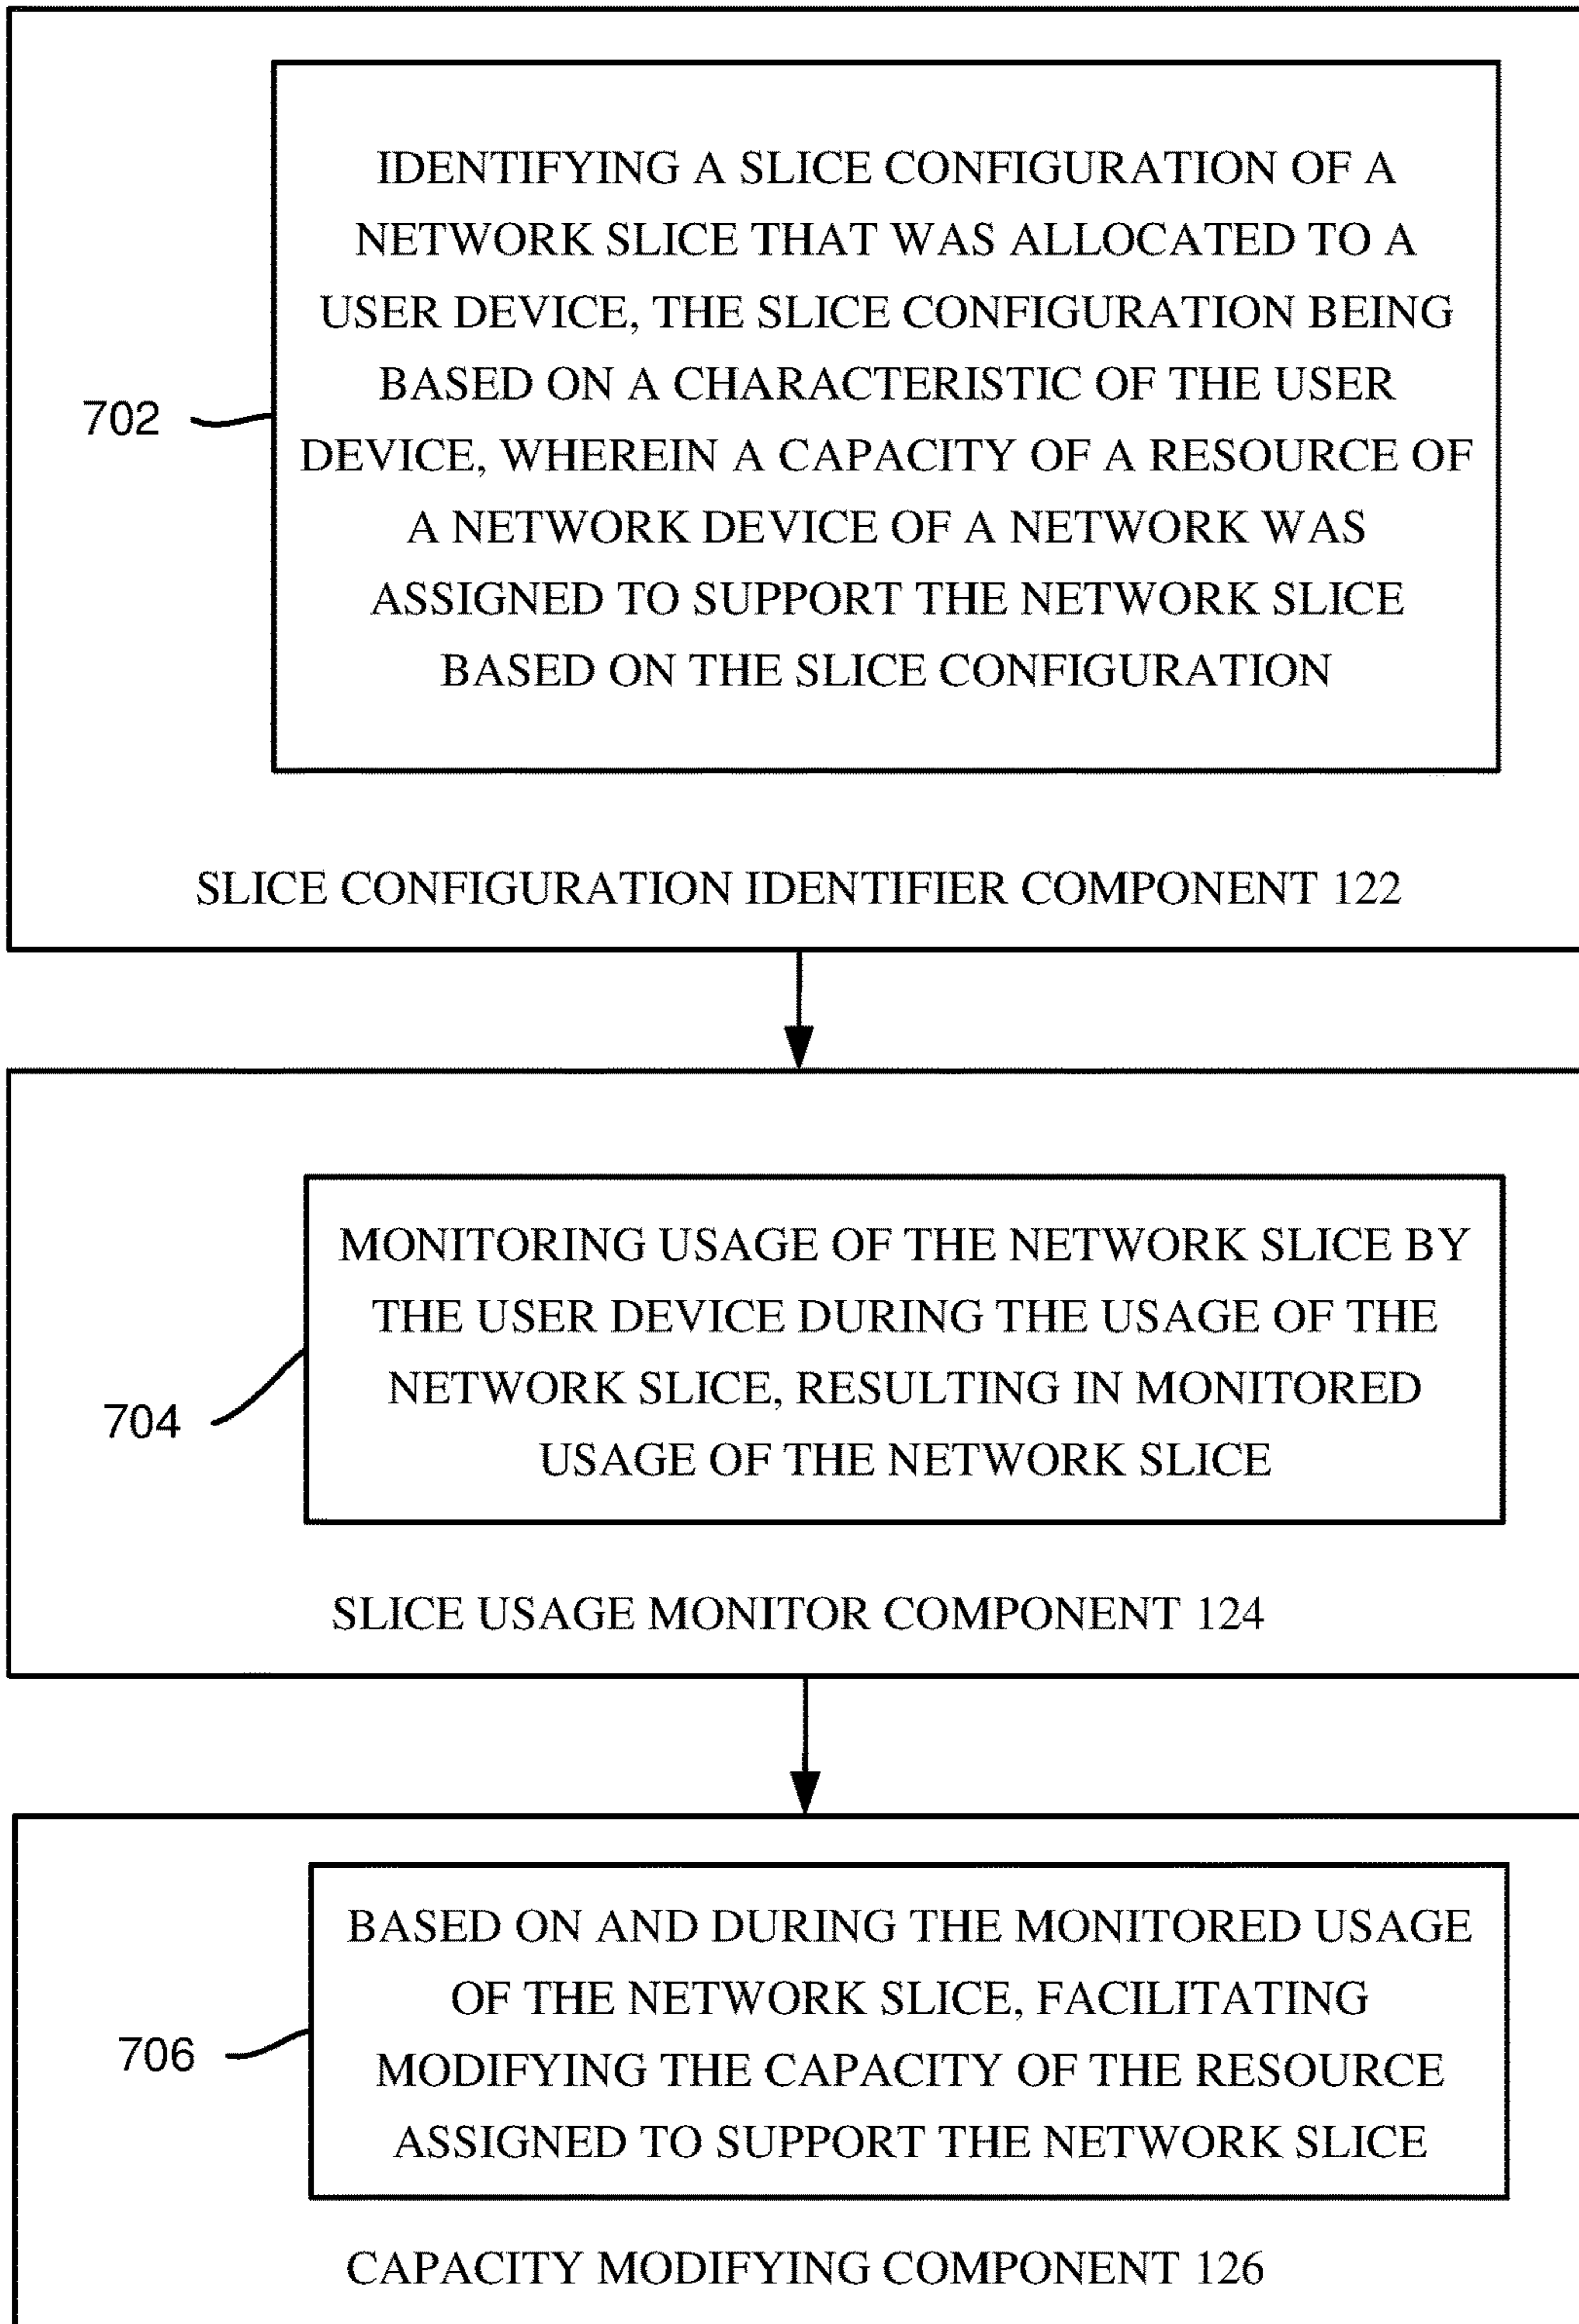 IDENTIFYING A SLICE CONFIGURATION OF A
NETWORK SLICE THAT WAS ALLOCATED TO A
USER DEVICE, THE SLICE CONFIGURATION BEING
BASED ON A CHARACTERISTIC OF THE USER
702
DEVICE, WHEREIN A CAPACITY OF A RESOURCE OF
A NETWORK DEVICE OF A NETWORK WAS
ASSIGNED TO SUPPORT THE NETWORK SLICE
BASED ON THE SLICE CONFIGURATION
SLICE CONFIGURATION IDENTIFIER COMPONENT 122
MONITORING USAGE OF THE NETWORK SLICE BY
THE USER DEVICE DURING THE USAGE OF THE
NETWORK SLICE, RESULTING IN MONITORED
704
USAGE OF THE NETWORK SLICE
SLICE USAGE MONITOR COMPONENT 124
BASED ON AND DURING THE MONITORED USAGE
OF THE NETWORK SLICE, FACILITATING
706
MODIFYING THE CAPACITY OF THE RESOURCE
ASSIGNED TO SUPPORT THE NETWORK SLICE
CAPACITY MODIFYING COMPONENT 126